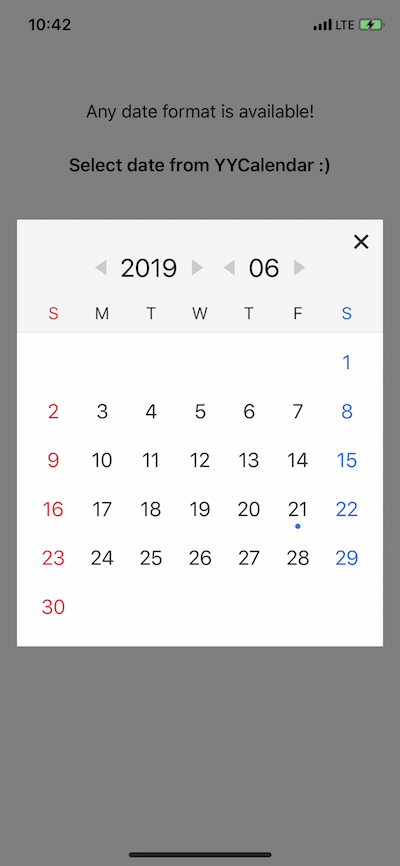 10:42 LTE
Any date format is available!
Select date from YYCalendar :)
2019 06
S M T W T F S
1
2 3 4 5 6 7 8
9 10 11 12 13 14 15
16 17 18 19 20 21 22
23 24 25 26 27 28 29
30